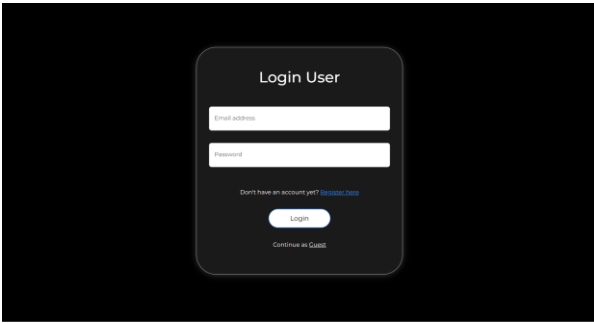 Login User
Email address
Password
Don't have an account yet? Register here
Login
Continue as Guest